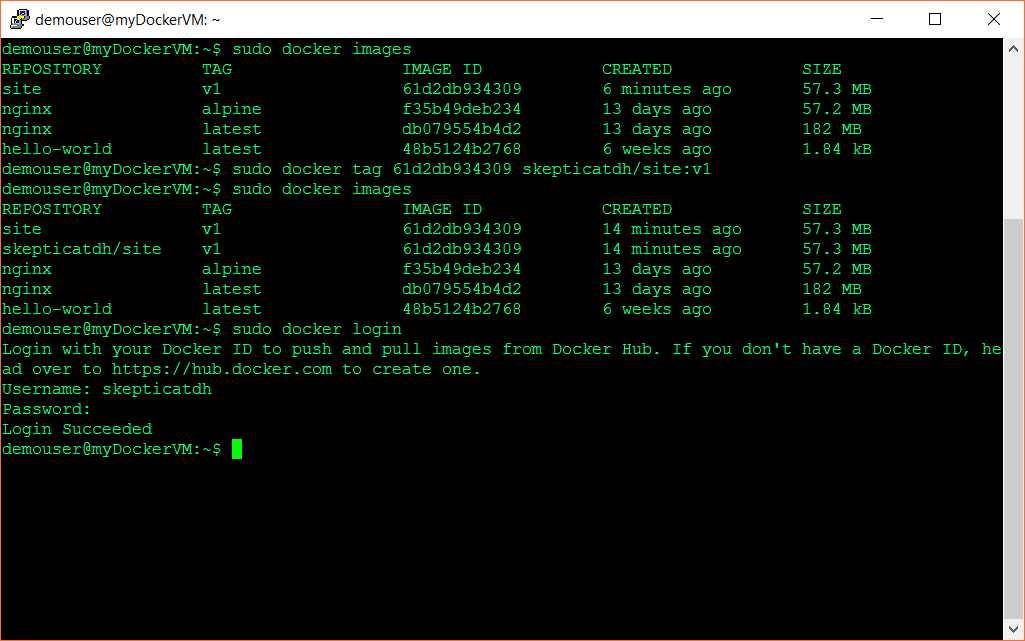 demouser@myDockerVM: ~
demouser@myDockerVM:~$ sudo docker images
REPOSITORY TAG IMAGE ID CREATED SIZE
site v1 61d2db934309 6 minutes ago 57.3 MB
nginx alpine f35b49deb234 13 days ago 57.2 MB
nginx latest db079554b4d2 13 days ago 182 MB
hello-world latest 48b5124b2768 6 weeks ago 1.84 kB
demouser@myDockerVM:~$ sudo docker tag 61d2db934309 skepticatdh/site:v1
demouser@myDockerVM:~$ sudo docker images
REPOSITORY TAG IMAGE ID CREATED SIZE
site v1 61d2db934309 14 minutes ago 57.3 MB
skepticatdh/site v1 61d2db934309 14 minutes ago 57.3 MB
nginx alpine f35b49deb234 13 days ago 57.2 MB
nginx latest db079554b4d2 13 days ago 182 MB
hello-world latest 48b5124b2768 6 weeks ago 1.84 kB
demouser@myDockerVM:~$ sudo docker login
Login with your Docker ID to push and pull images from Docker Hub. If you don't have a Docker ID, he
ad over to https://hub.docker.com to create one.
Username: skepticatdh
Password:
Login Succeeded
demouser@myDockerVM:~$